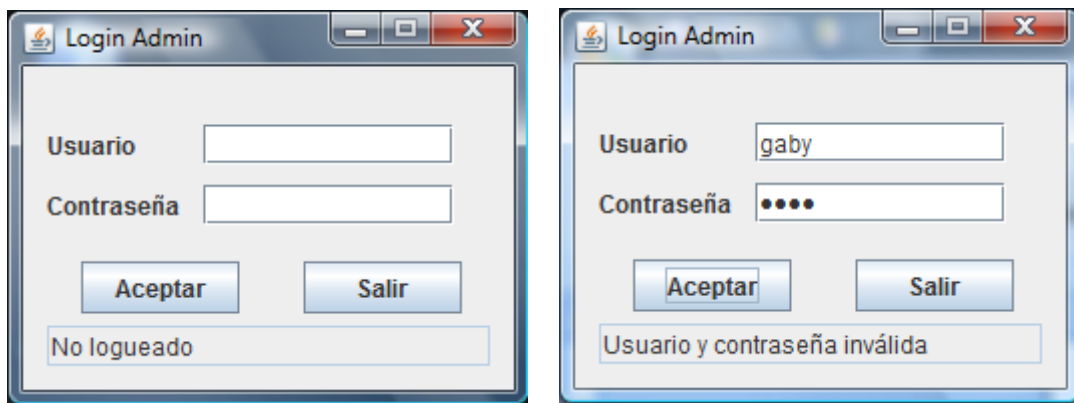 Login Admin
Usuario
Contraseña
Aceptar Salir
No logueado
Login Admin
Usuario gaby
Contraseña ••••
Aceptar Salir
Usuario y contraseña inválida